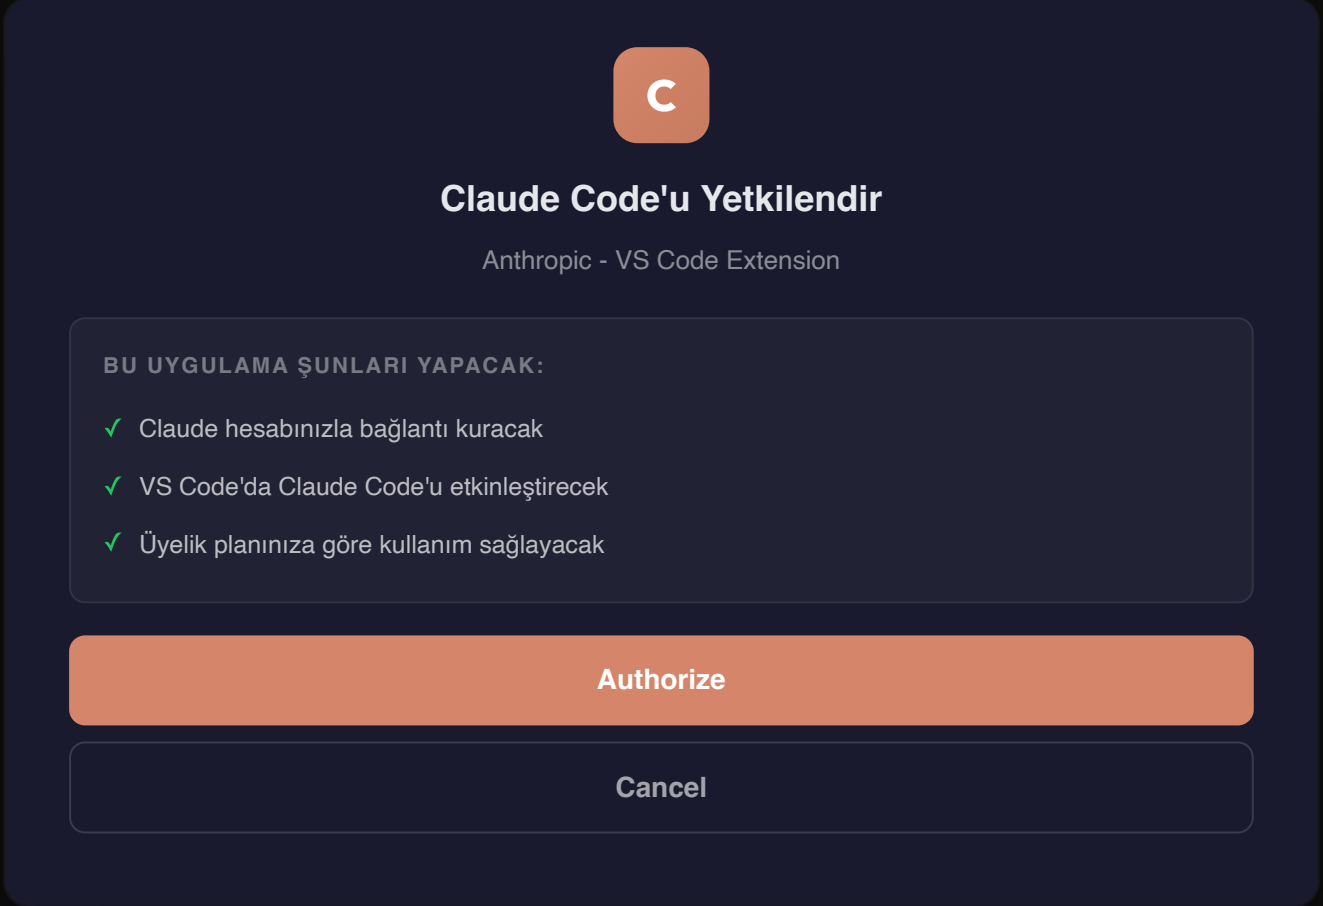 C
Claude Code'u Yetkilendir
Anthropic - VS Code Extension
BU UYGULAMA ŞUNLARI YAPACAK:
✓ Claude hesabınızla bağlantı kuracak
✓ VS Code'da Claude Code'u etkinleştirecek
✓ Üyelik planınıza göre kullanım sağlayacak
Authorize
Cancel